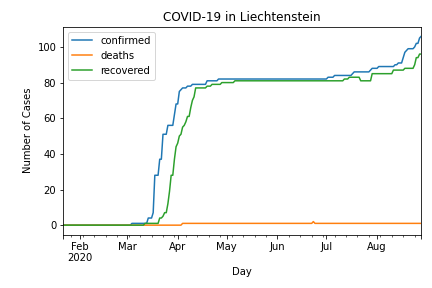 COVID-19 in Liechtenstein
confirmed
deaths
recovered
Number of Cases
100
80
60
40
20
0
Feb Mar Apr May Jun Jul Aug
2020
Day